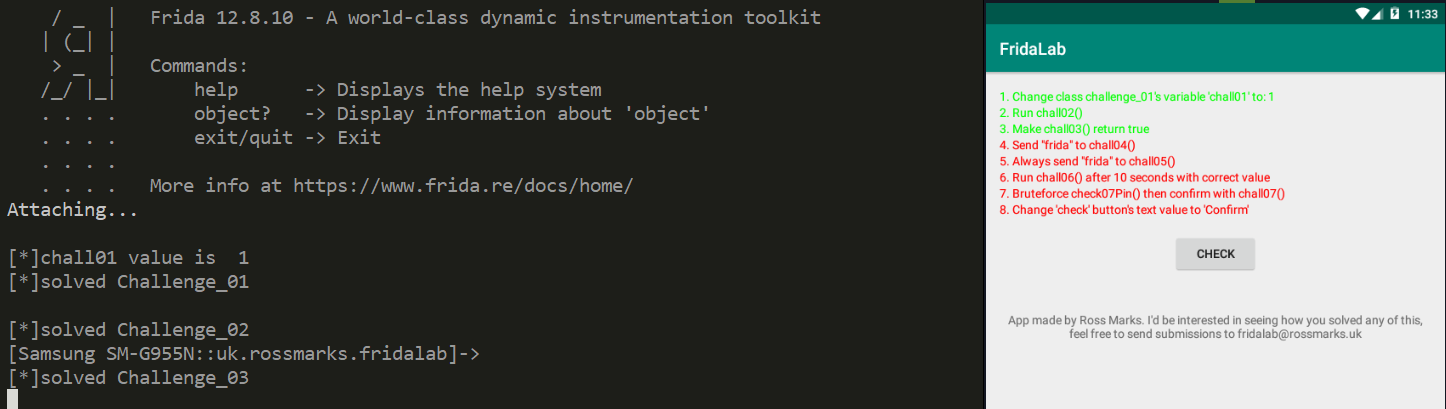 / _  |   Frida 12.8.10 - A world-class dynamic instrumentation toolkit
| (_| |
> _  |   Commands:
/_/ |_|       help      -> Displays the help system
. . . .       object?   -> Display information about 'object'
. . . .       exit/quit -> Exit
. . . .
. . . .   More info at https://www.frida.re/docs/home/
Attaching...
[*]chall01 value is  1
[*]solved Challenge_01
[*]solved Challenge_02
[Samsung SM-G955N::uk.rossmarks.fridalab]->
[*]solved Challenge_03
11:33
FridaLab
1. Change class challenge_01's variable 'chall01' to: 1
2. Run chall02()
3. Make chall03() return true
4. Send "frida" to chall04()
5. Always send "frida" to chall05()
6. Run chall06() after 10 seconds with correct value
7. Bruteforce check07Pin() then confirm with chall07()
8. Change 'check' button's text value to 'Confirm'
CHECK
App made by Ross Marks. I'd be interested in seeing how you solved any of this,
feel free to send submissions to fridalab@rossmarks.uk